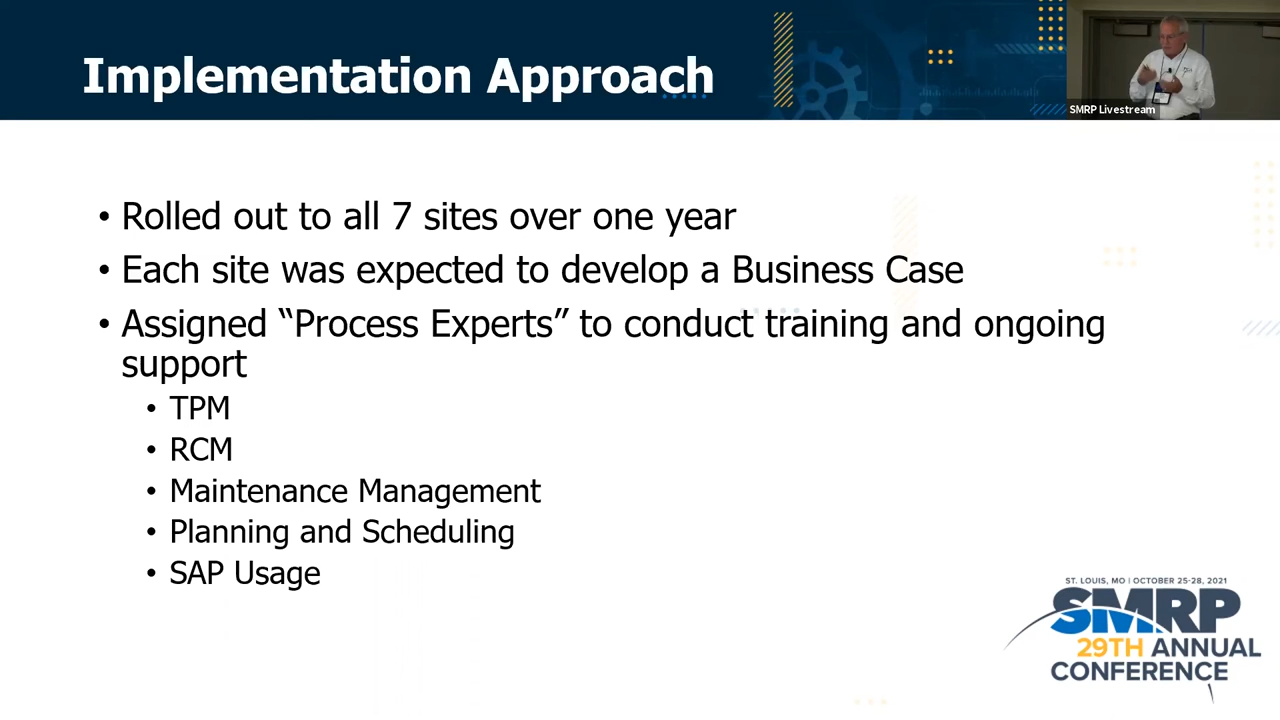 Implementation Approach
SMRP Livestream
• Rolled out to all 7 sites over one year
• Each site was expected to develop a Business Case
• Assigned “Process Experts” to conduct training and ongoing
support
• TPM
• RCM
• Maintenance Management
• Planning and Scheduling
• SAP Usage
ST. LOUIS, MO | OCTOBER 25-28, 2021
SMRP
29TH ANNUAL
CONFERENCE